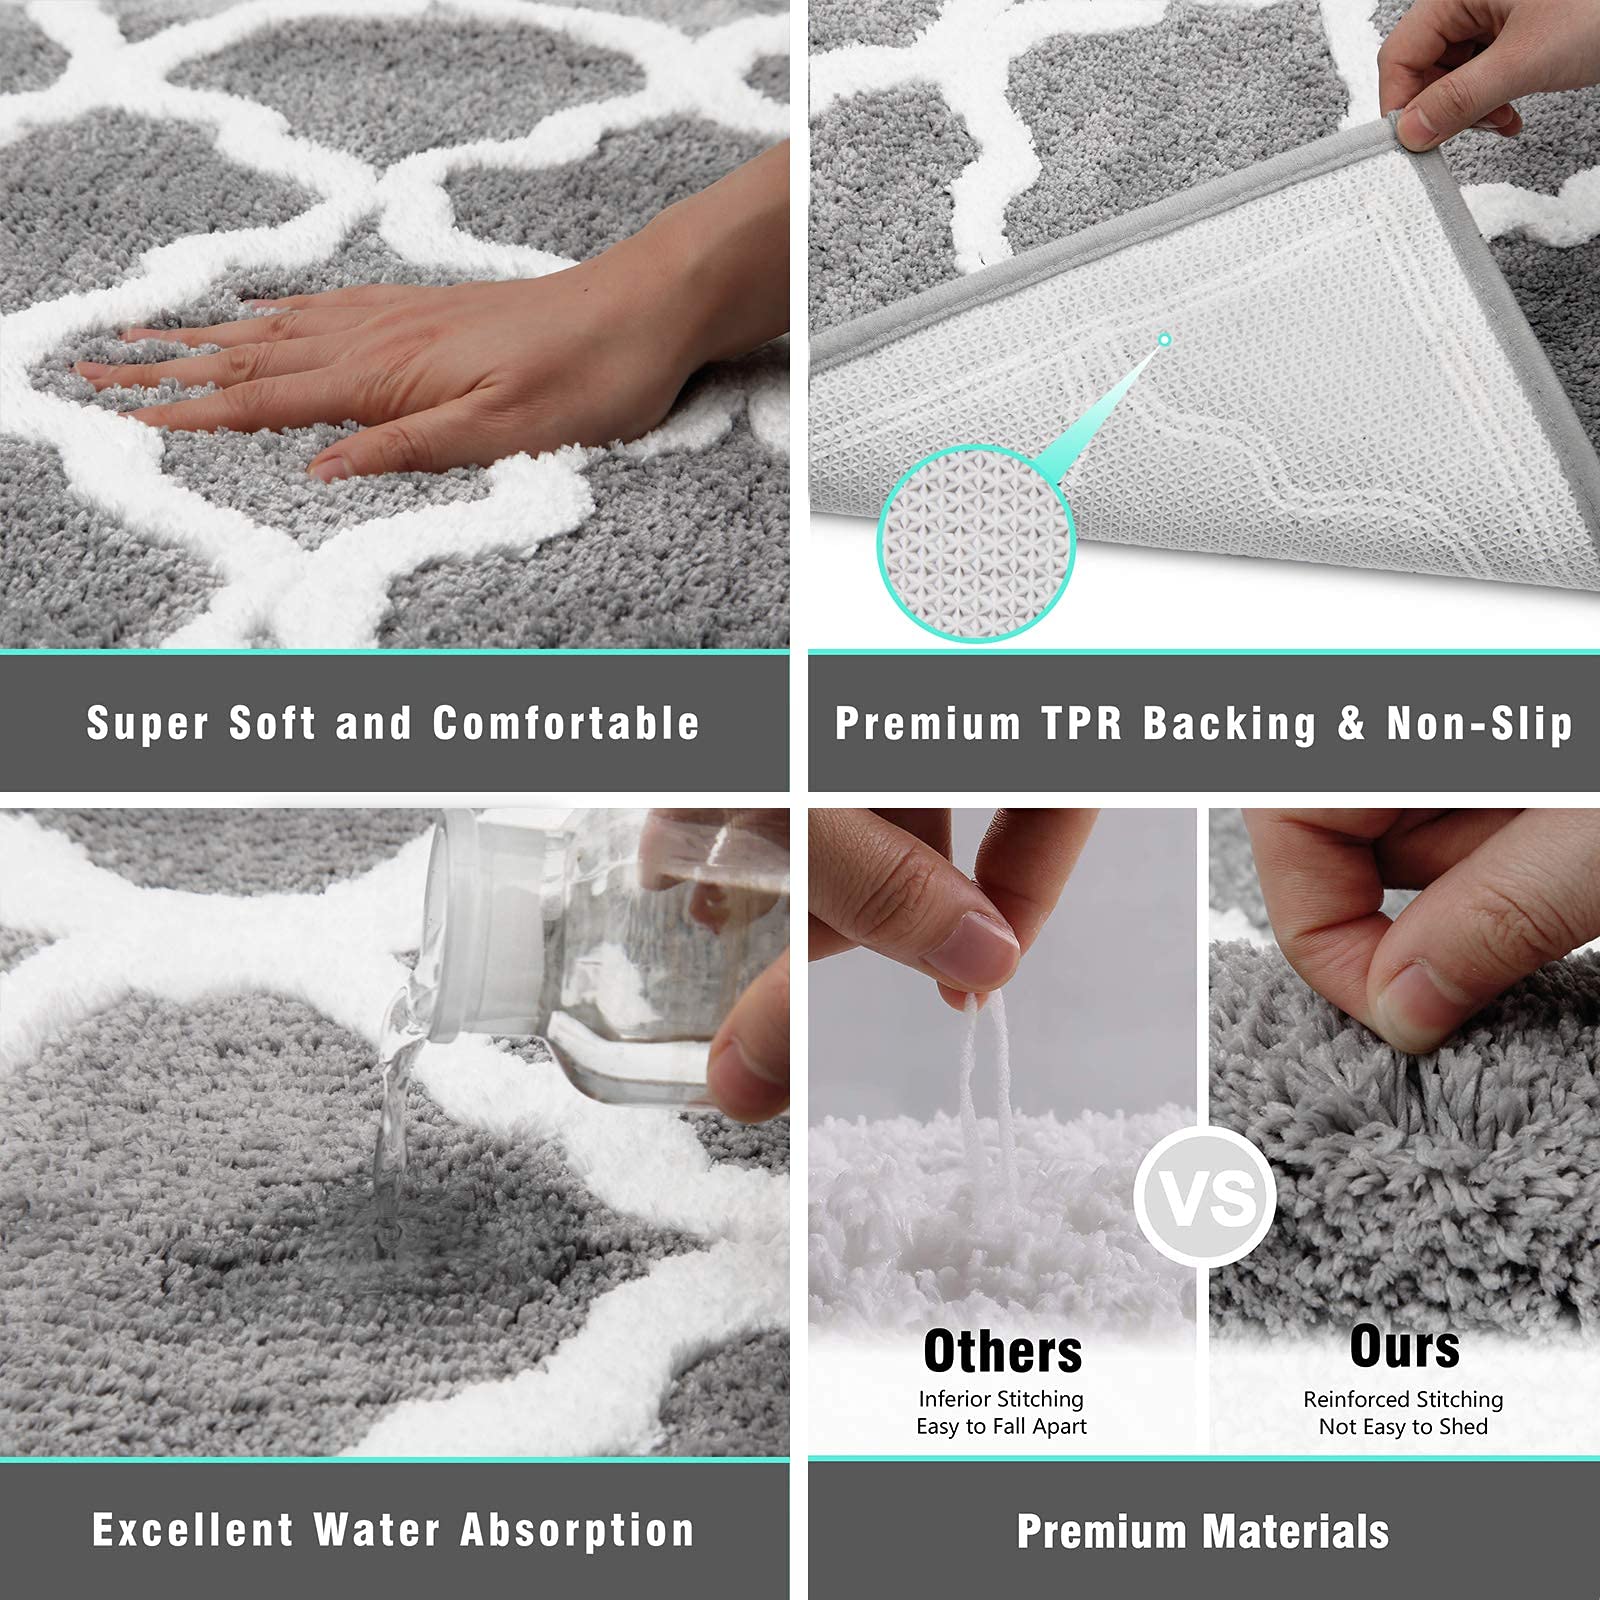 Super Soft and Comfortable
Premium TPR Backing & Non-Slip
Excellent Water Absorption
VS
Others
Inferior Stitching
Easy to Fall Apart
Ours
Reinforced Stitching
Not Easy to Shed
Premium Materials